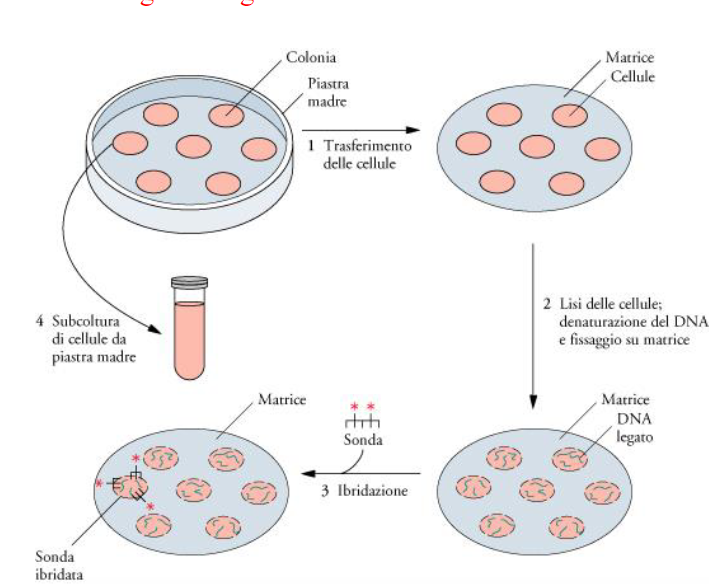 Colonia
Piastra
madre
Matrice
Cellule
1 Trasferimento
delle cellule
2 Lisi delle cellule;
denaturazione del DNA
e fissaggio su matrice
4 Subcoltura
di cellule da
piastra madre
Matrice
* *
Sonda
Matrice
DNA
legato
*
*
*
3 Ibridazione
Sonda
ibridata